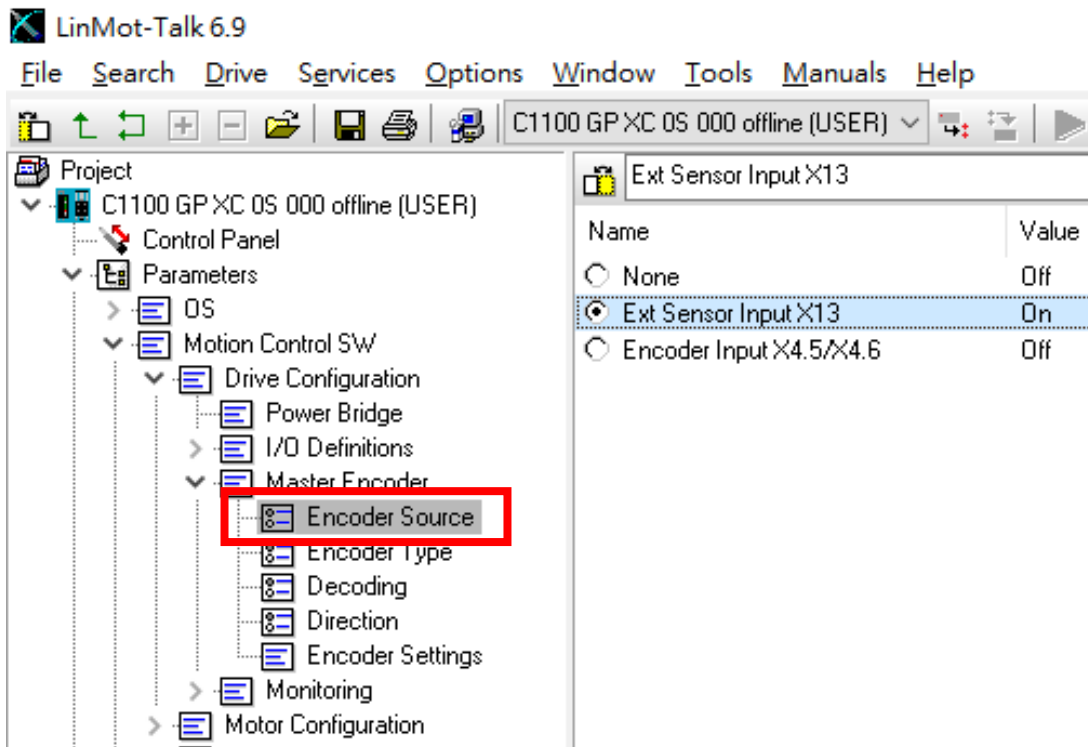 LinMot-Talk 6.9
File Search Drive Services Options Window Tools Manuals Help
C1100 GP XC 0S 000 offline (USER)
Project
C1100 GP XC 0S 000 offline (USER)
Control Panel
Parameters
OS
Motion Control SW
Drive Configuration
Power Bridge
I/O Definitions
Master Encoder
Encoder Source
Encoder Type
Decoding
Direction
Encoder Settings
Monitoring
Motor Configuration
Ext Sensor Input X13
Name Value
None Off
Ext Sensor Input X13 On
Encoder Input X4.5/X4.6 Off